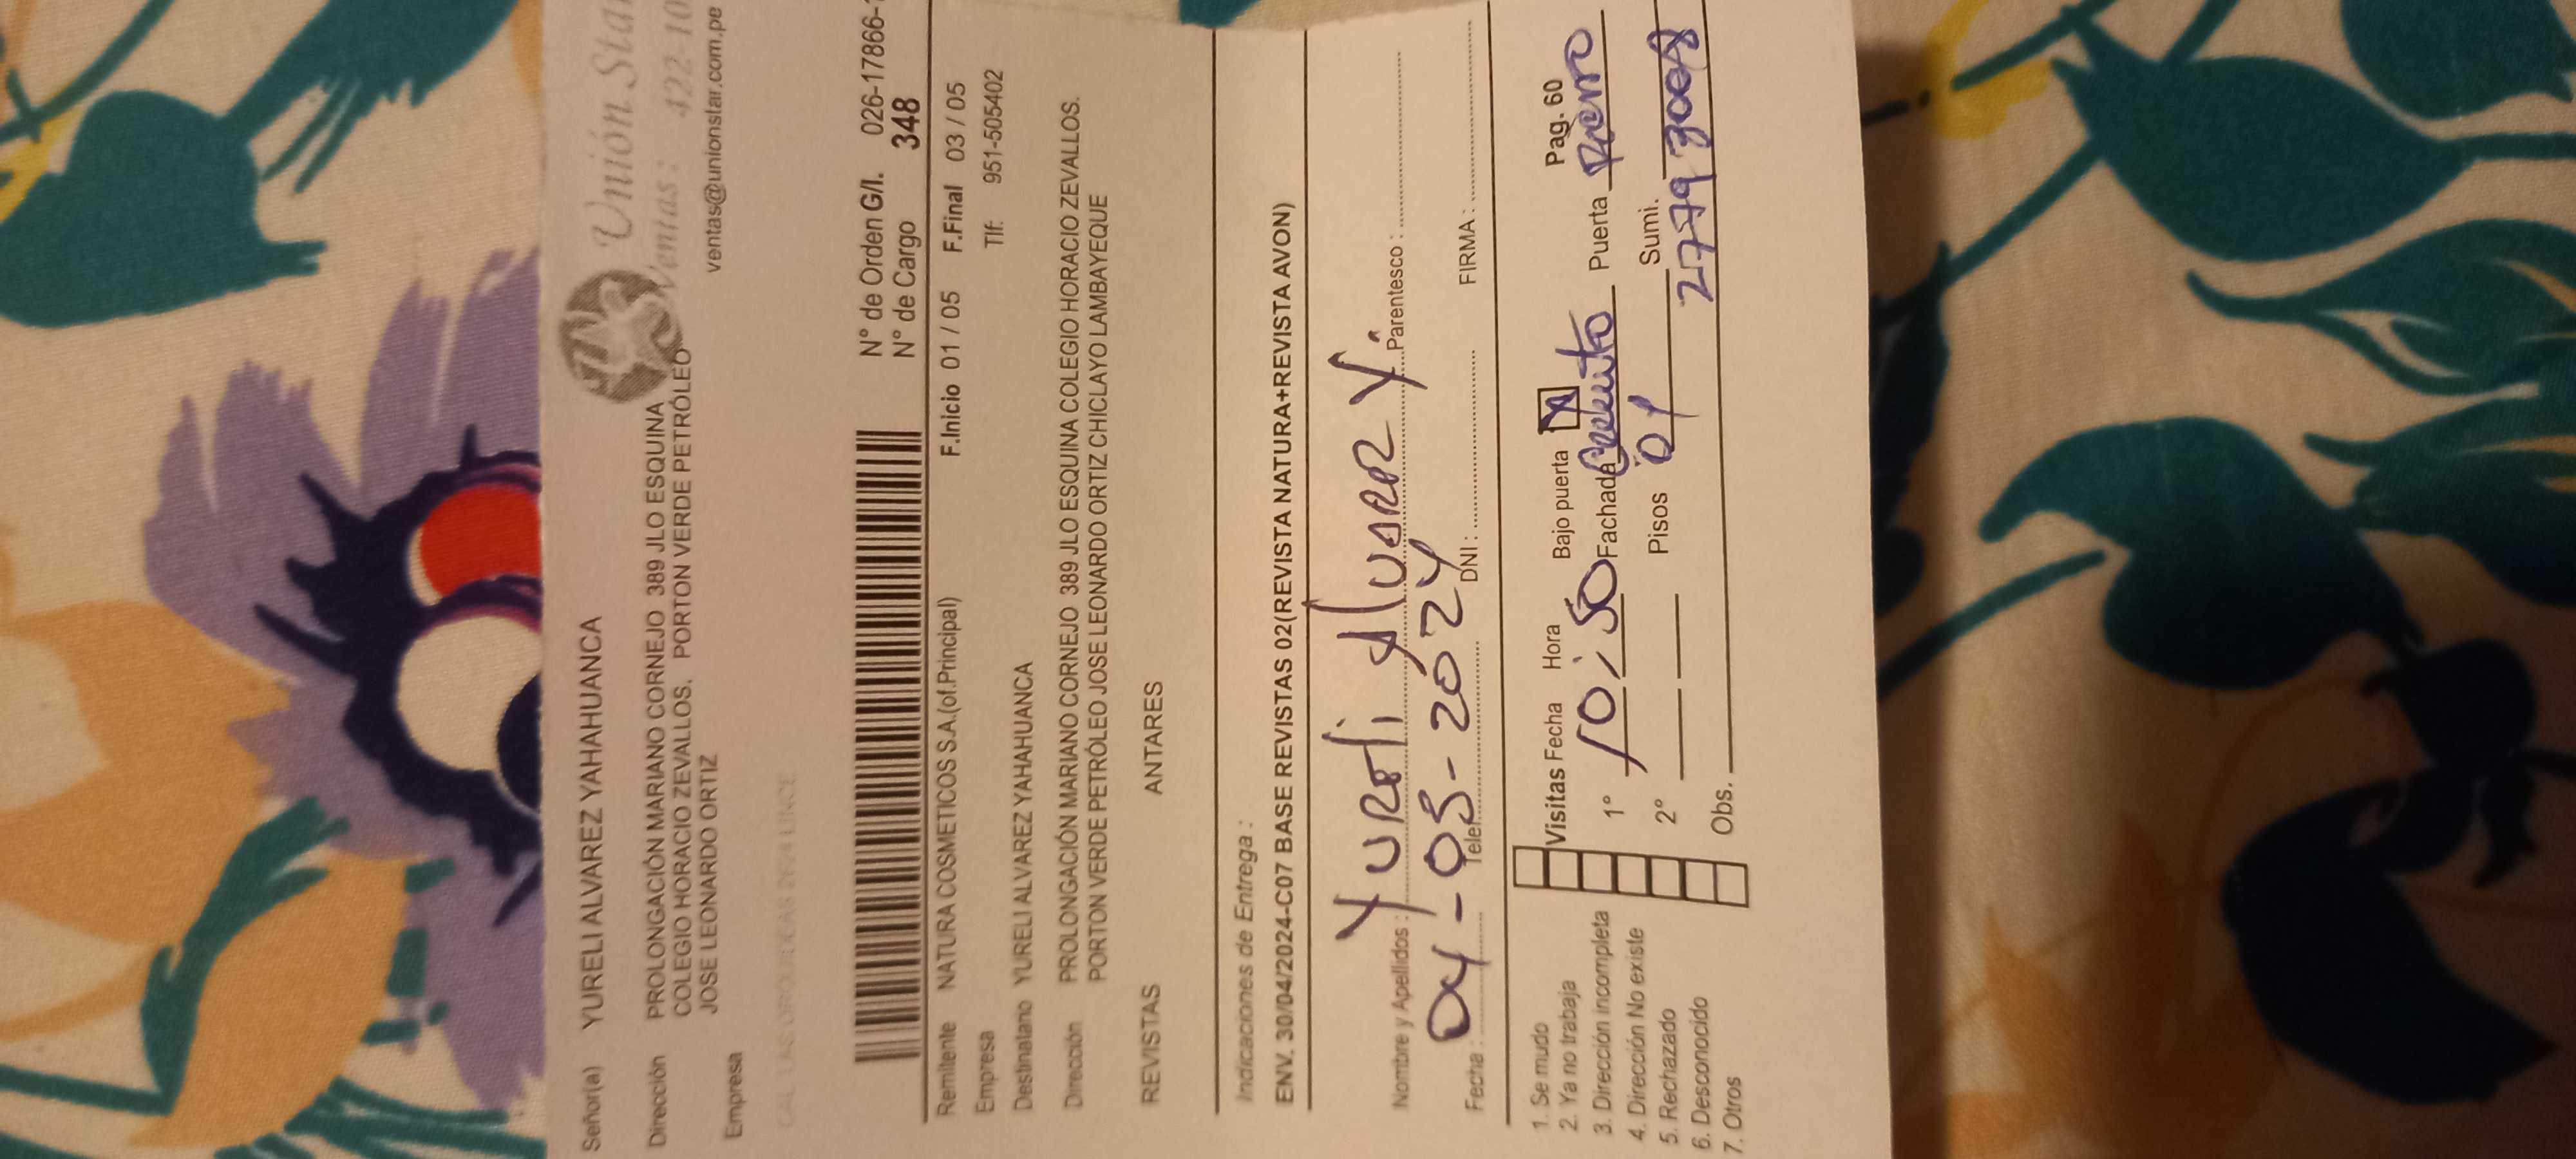 Unión Star
Ventas : 422-10
ventas@unionstar.com.pe
Señor(a) YURELI ALVAREZ YAHAHUANCA
Dirección PROLONGACIÓN MARIANO CORNEJO 389 JLO ESQUINA
COLEGIO HORACIO ZEVALLOS. PORTON VERDE PETRÓLEO
JOSE LEONARDO ORTIZ
Empresa
N° de Orden G/I. 026-17866-
N° de Cargo 348
Remitente NATURA COSMETICOS S.A.(of.Principal) F.Inicio 01 / 05 F.Final 03 / 05
Empresa Tlf: 951-505402
Destinatario YURELI ALVAREZ YAHAHUANCA
Dirección PROLONGACIÓN MARIANO CORNEJO 389 JLO ESQUINA COLEGIO HORACIO ZEVALLOS.
PORTON VERDE PETRÓLEO JOSE LEONARDO ORTIZ CHICLAYO LAMBAYEQUE
REVISTAS ANTARES
Indicaciones de Entrega :
ENV. 30/04/2024-C07 BASE REVISTAS 02(REVISTA NATURA+REVISTA AVON)
Nombre y Apellidos : Yureli Alvarez Y. Parentesco :
Fecha : 04-05-2024 Telef. DNI : FIRMA :
1. Se mudo
2. Ya no trabaja
3. Dirección incompleta
4. Dirección No existe
5. Rechazado
6. Desconocido
7. Otros
Visitas Fecha Hora Bajo puerta Pag. 60
1° 10:50 Fachada Puerta Fierro
2° Pisos 01 Sumi.
Obs.